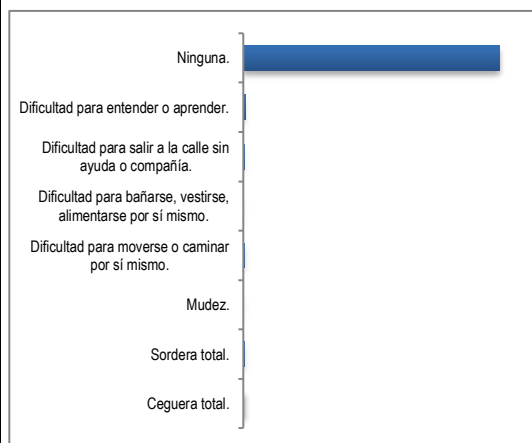 Ninguna.
Dificultad para entender o aprender.
Dificultad para salir a la calle sin
ayuda o compañía.
Dificultad para bañarse, vestirse,
alimentarse por sí mismo.
Dificultad para moverse o caminar
por sí mismo.
Mudez.
Sordera total.
Ceguera total.